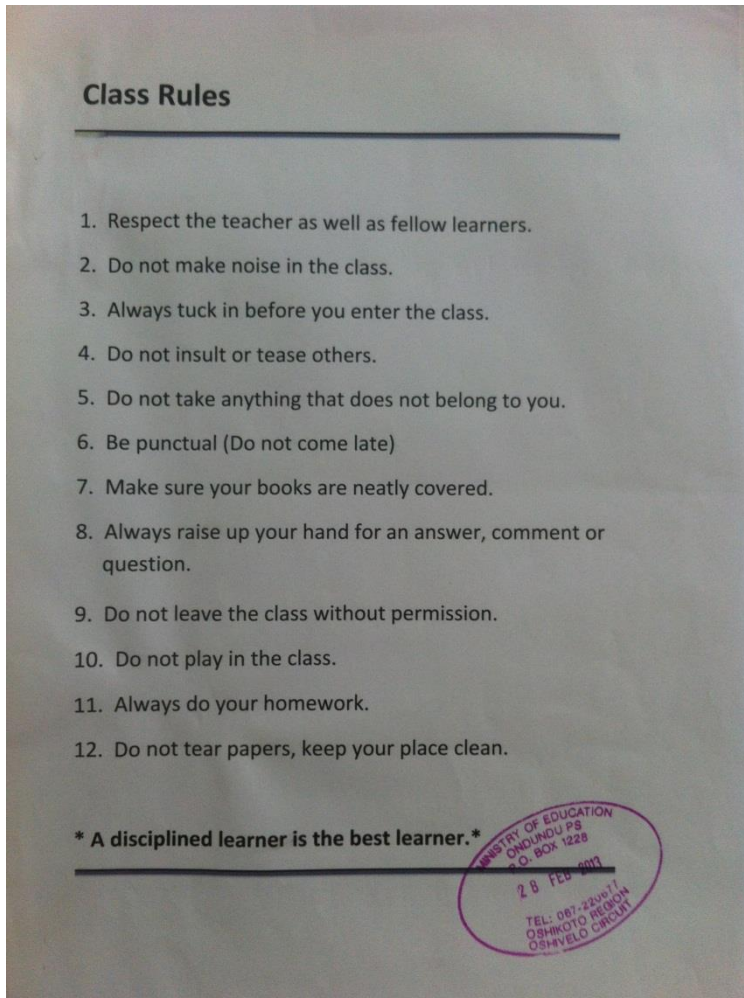 Class Rules
1. Respect the teacher as well as fellow learners.
2. Do not make noise in the class.
3. Always tuck in before you enter the class.
4. Do not insult or tease others.
5. Do not take anything that does not belong to you.
6. Be punctual (Do not come late)
7. Make sure your books are neatly covered.
8. Always raise up your hand for an answer, comment or
question.
9. Do not leave the class without permission.
10. Do not play in the class.
11. Always do your homework.
12. Do not tear papers, keep your place clean.
* A disciplined learner is the best learner.*
MINISTRY OF EDUCATION
ONDUNDU PS
P.O. BOX 1228
28 FEB 2013
TEL: 067-220677
OSHIKOTO REGION
OSHIVELO CIRCUIT